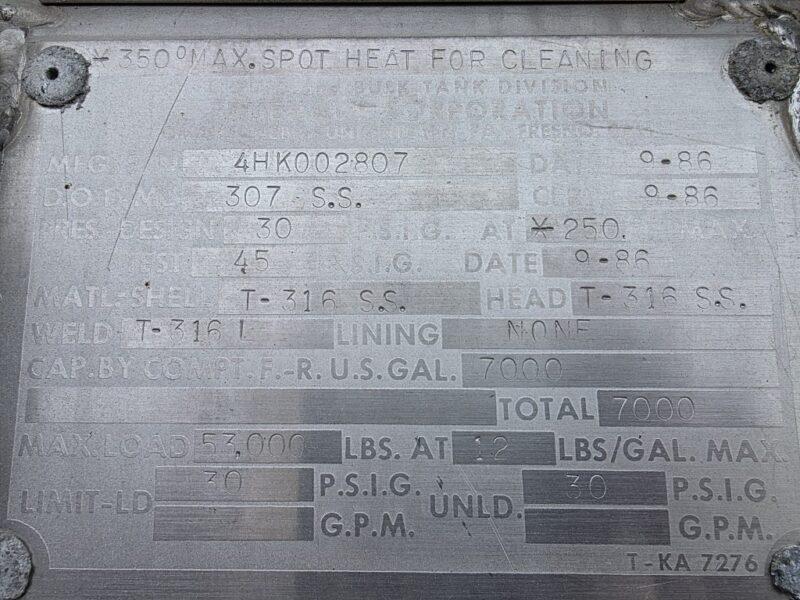 * 350° MAX. SPOT HEAT FOR CLEANING
BULK TANK DIVISION
CORPORATION
FRESNO,
4HK002807 9-86
D.O.T. 307 S.S. 9-86
PRES. DESIGN 30 P.S.I.G. AT * 250. MAX.
TEST 45 P.S.I.G. DATE 9-86
MATL-SHELL T-316 S.S. HEAD T-316 S.S.
WELD T-316 L LINING NONE
CAP. BY COMPT. F.-R. U.S. GAL. 7000
TOTAL 7000
MAX. LOAD 53,000 LBS. AT 12 LBS/GAL. MAX.
30 P.S.I.G. 30 P.S.I.G.
LIMIT-LD UNLD.
G.P.M. G.P.M.
T-KA 7276